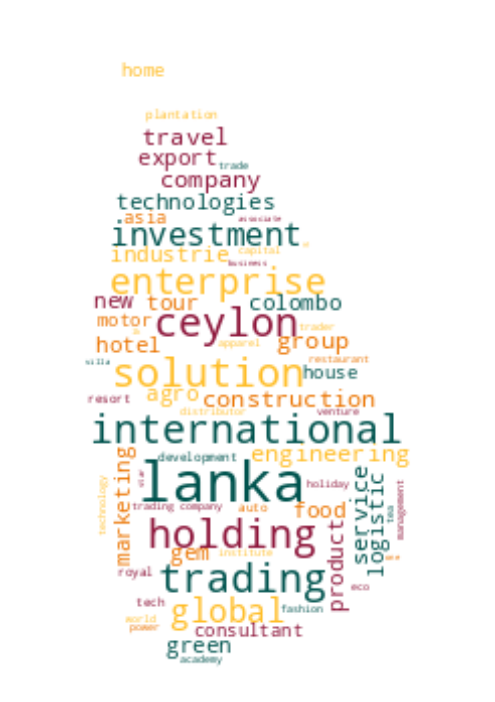 home
plantation
travel
export trade
company
technologies
asia associate
investment
industrie capital
business
enterprise
new tour colombo
motor ceylon trader
hotel apparel group
villa restaurant
solution house
resort agro construction
distributor venture
international
development engineering
marketing
technology
star
lanka holiday
service
logistic
management
tea
trading company auto food
holding
gem institute
product
one
royal trading eco
tech global fashion
world
power consultant
green
academy